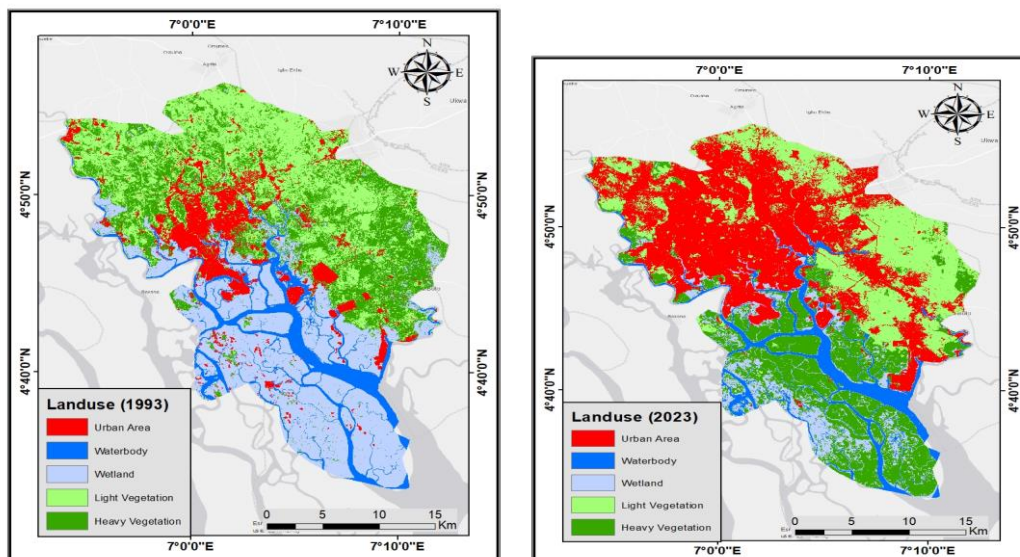 7°0'0"E 7°10'0"E
N
W E
S
Agwa
Igbo Ekba
Ukwa
4°50'0"N 4°50'0"N
4°40'0"N 4°40'0"N
Landuse (1993)
Urban Area
Waterbody
Wetland
Light Vegetation
Heavy Vegetation
0 5 10 15
Km
7°0'0"E 7°10'0"E
7°0'0"E 7°10'0"E
N
W E
S
4°50'0"N 4°50'0"N
4°40'0"N 4°40'0"N
Landuse (2023)
Urban Area
Waterbody
Wetland
Light Vegetation
Heavy Vegetation
0 5 10 15
Km
7°0'0"E 7°10'0"E